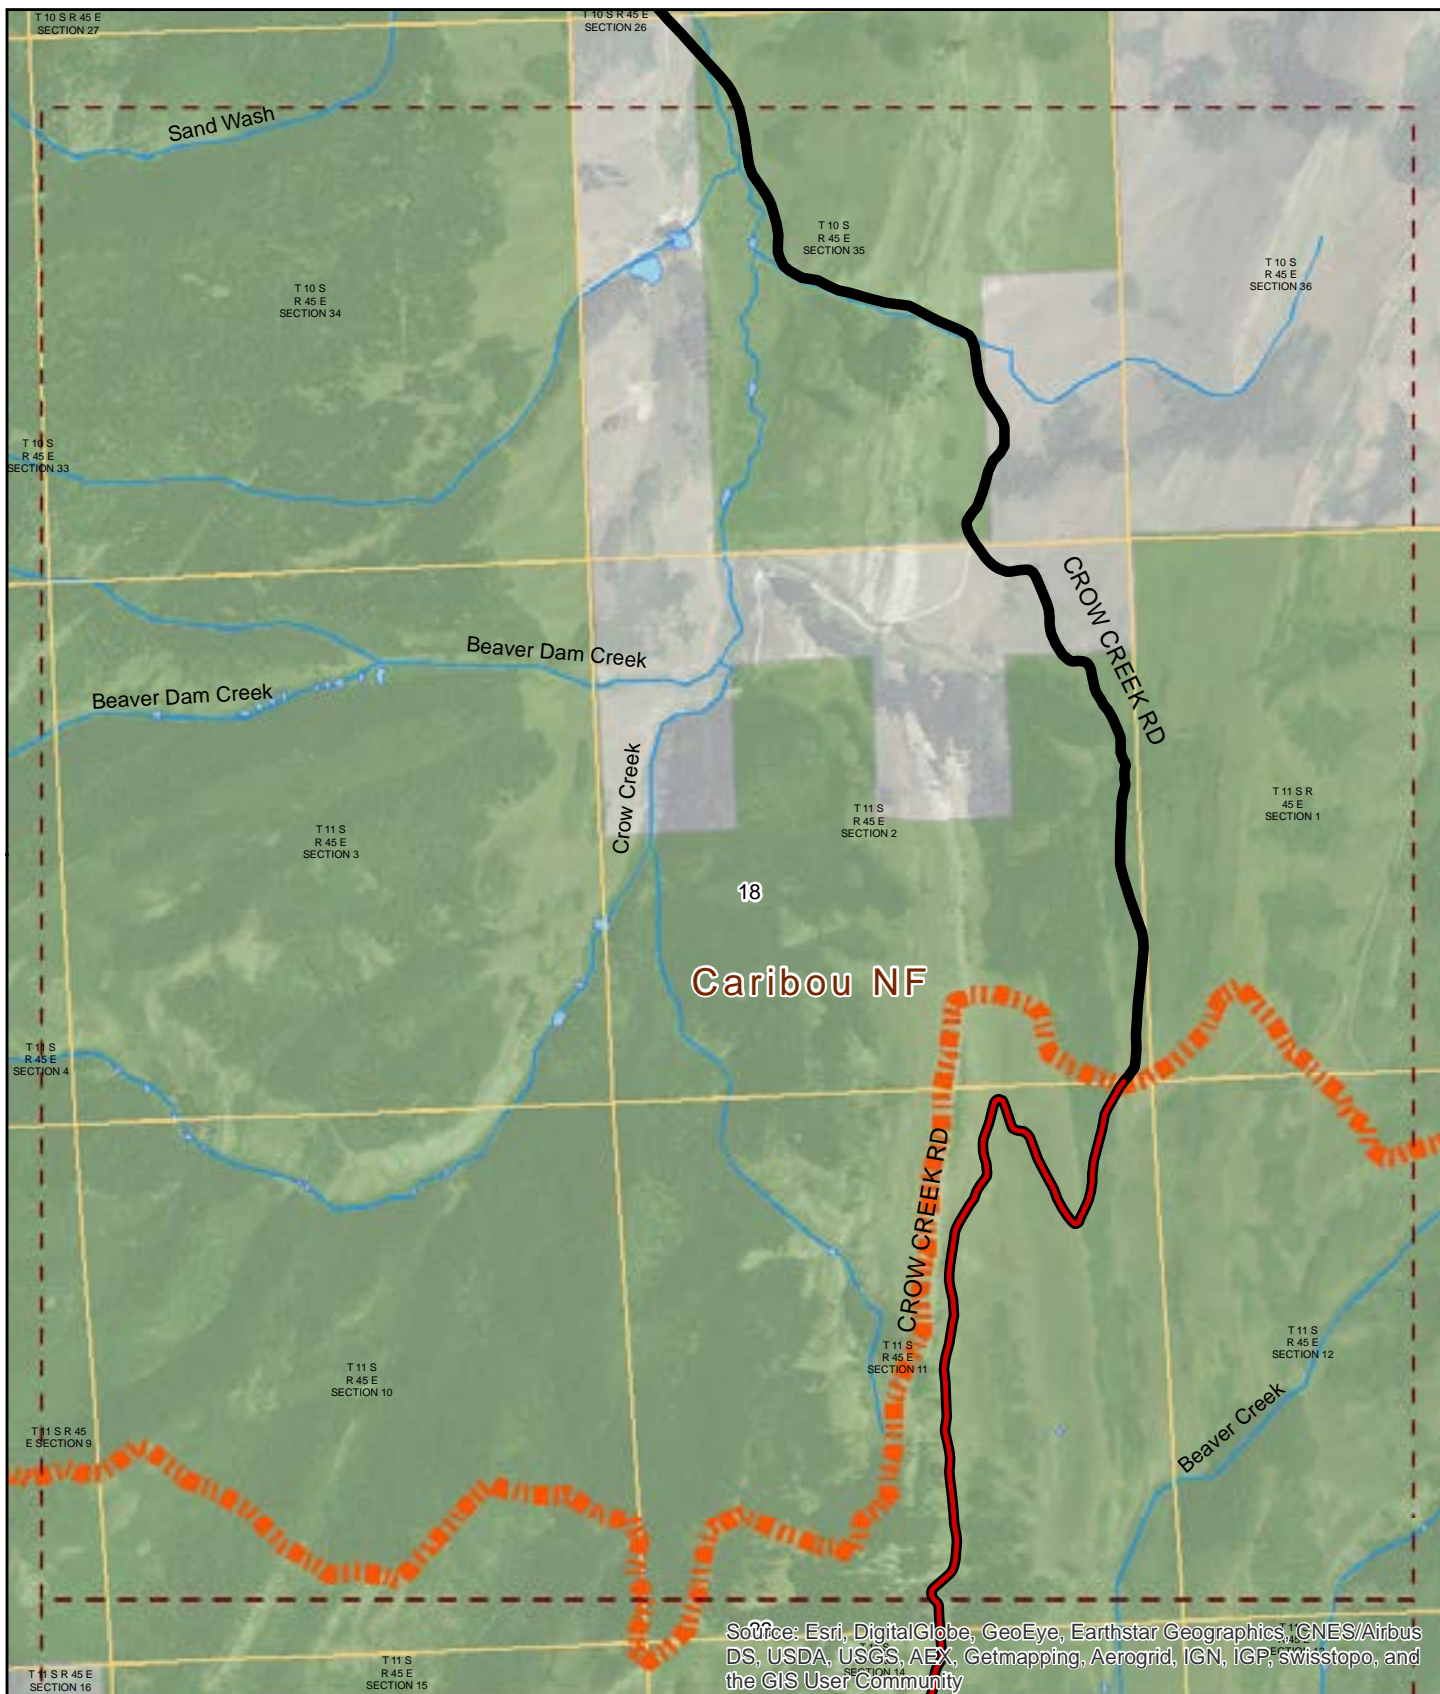 T 10 S R 45 E
SECTION 27
T 10 S R 45 E
SECTION 26
Sand Wash
T 10 S
R 45 E
SECTION 35
T 10 S
R 45 E
SECTION 36
T 10 S
R 45 E
SECTION 34
T 10 S
R 45 E
SECTION 33
CROW CREEK RD
Beaver Dam Creek
Beaver Dam Creek
Crow Creek
T 11 S R
45 E
SECTION 1
T 11 S
R 45 E
SECTION 2
T 11 S
R 45 E
SECTION 3
18
Caribou NF
T 11 S
R 45 E
SECTION 4
CROW CREEK RD
T 11 S
R 45 E
SECTION 11
T 11 S
R 45 E
SECTION 12
T 11 S
R 45 E
SECTION 10
Beaver Creek
T 11 S R 45
E SECTION 9
Source: Esri, DigitalGlobe, GeoEye, Earthstar Geographics, CNES/Airbus
DS, USDA, USGS, AEX, Getmapping, Aerogrid, IGN, IGP, swisstopo, and
the GIS User Community
SECTION 14
T 11 S
R 45 E
SECTION 15
T 11 S R 45 E
SECTION 16